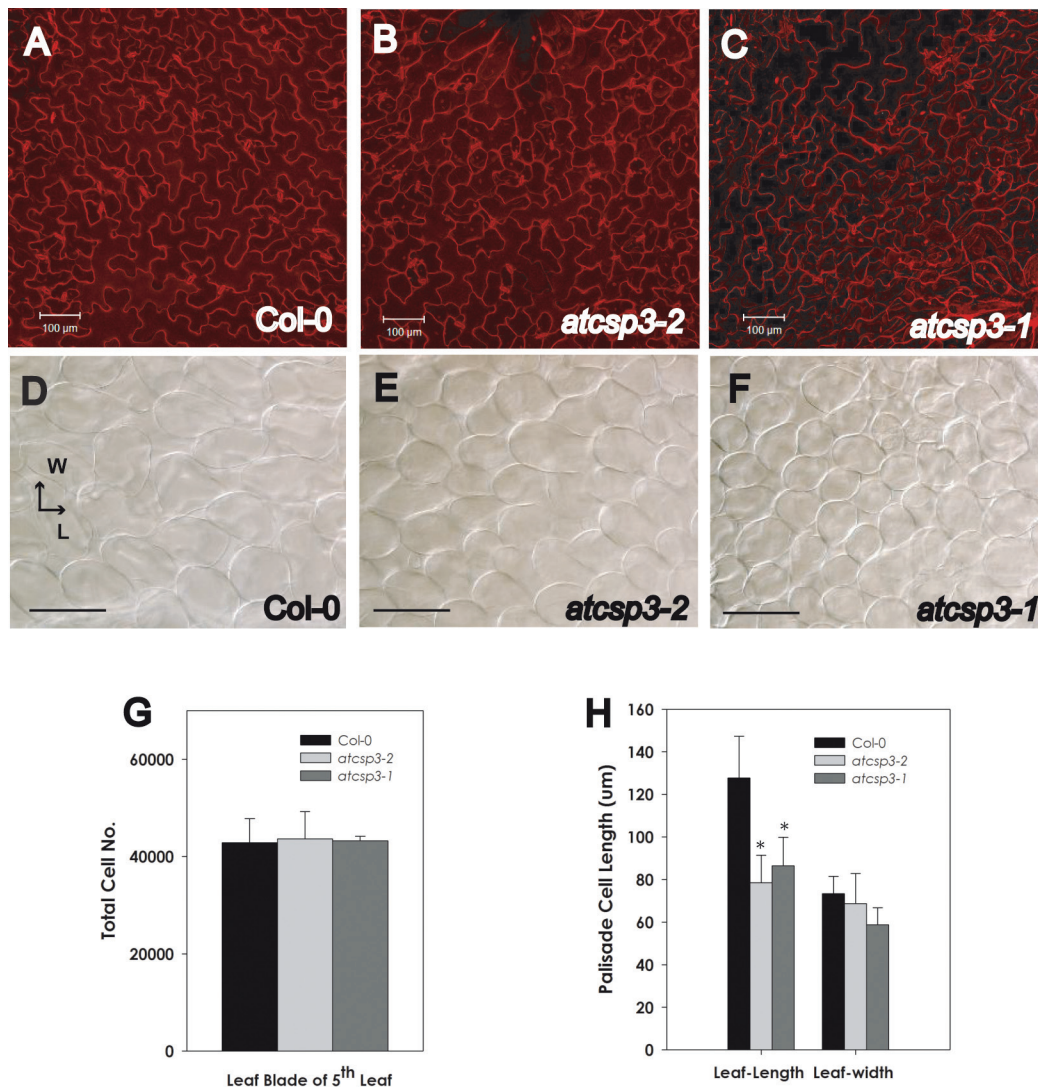 A
B
C
100 µm
Col-0
100 µm
atcsp3-2
100 µm
atcsp3-1
D
E
F
W
L
Col-0
atcsp3-2
atcsp3-1
G
Total Cell No.
60000
40000
20000
0
Col-0
atcsp3-2
atcsp3-1
Leaf Blade of 5th Leaf
H
Palisade Cell Length (um)
160
140
120
100
80
60
40
20
0
Col-0
atcsp3-2
atcsp3-1
*
*
Leaf-Length Leaf-width